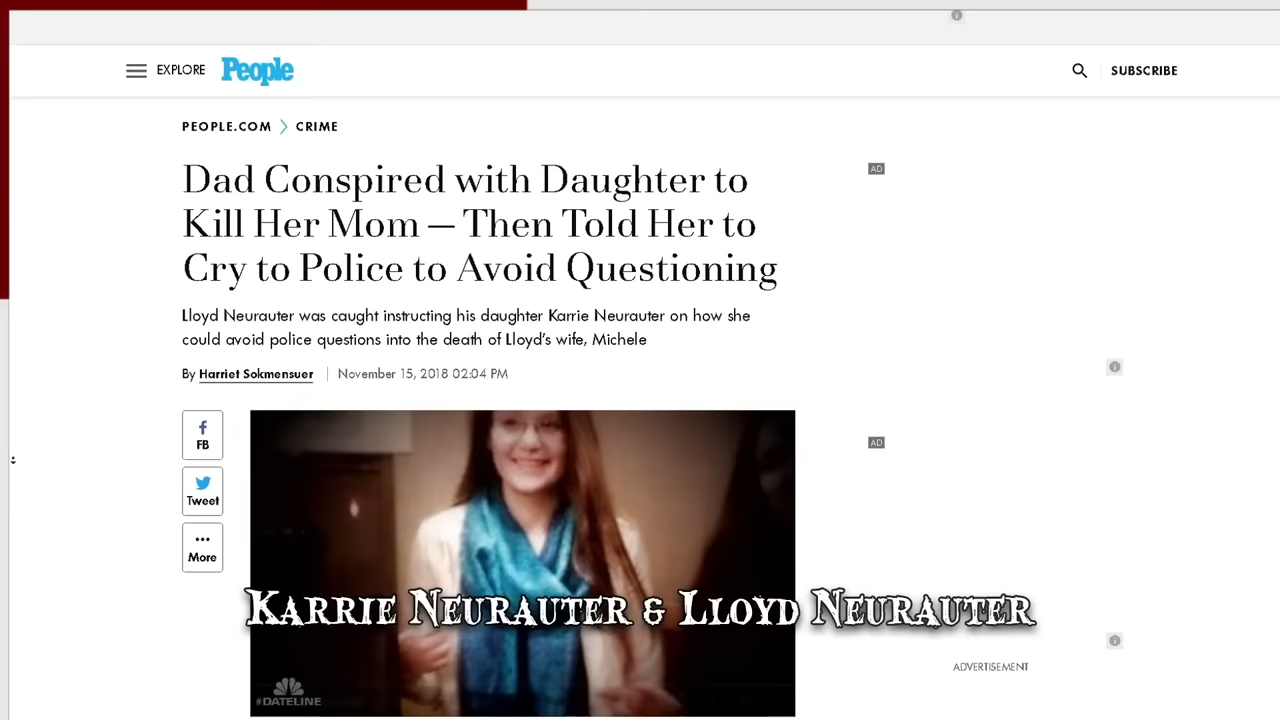 EXPLORE People SUBSCRIBE
PEOPLE.COM CRIME
Dad Conspired with Daughter to
Kill Her Mom — Then Told Her to
Cry to Police to Avoid Questioning
AD
Lloyd Neurauter was caught instructing his daughter Karrie Neurauter on how she
could avoid police questions into the death of Lloyd's wife, Michele
By Harriet Sokmensuer November 15, 2018 02:04 PM
FB
Tweet
More
AD
KARRIE NEURAUTER & LLOYD NEURAUTER
#DATELINE
ADVERTISEMENT